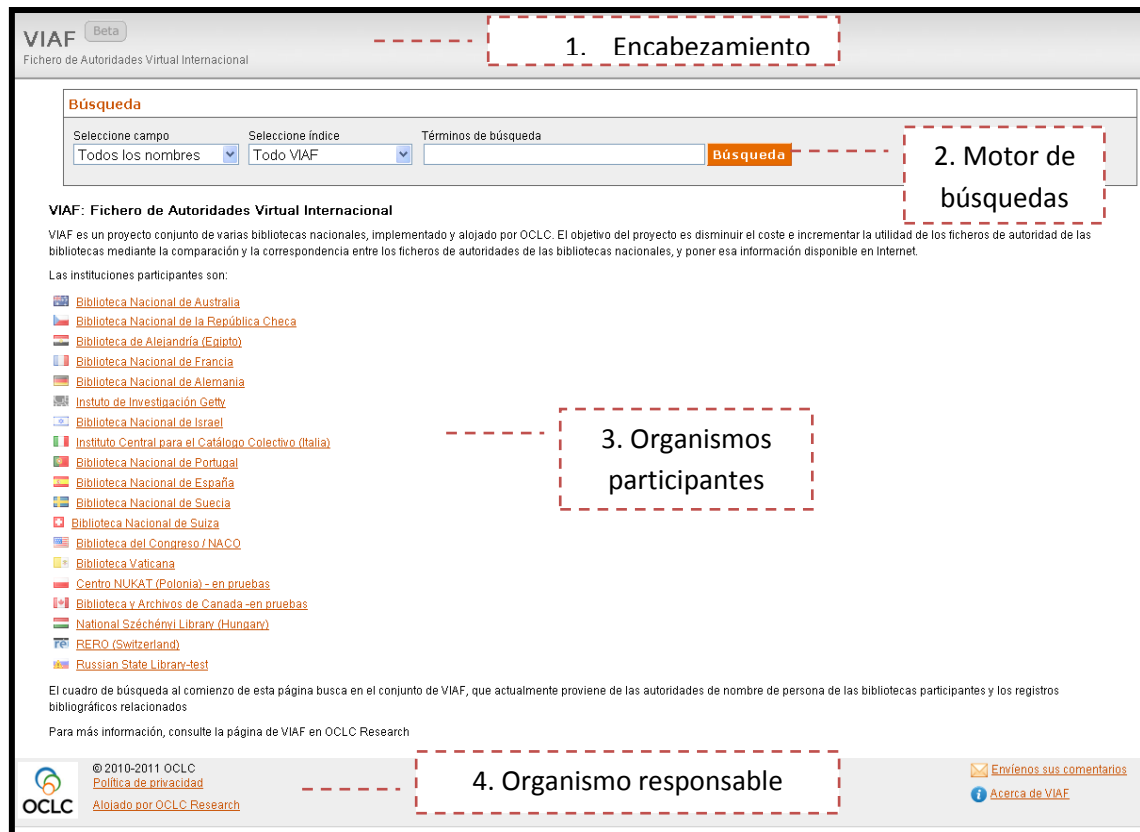 VIAF Beta
Fichero de Autoridades Virtual Internacional
1. Encabezamiento
Búsqueda
Seleccione campo Seleccione índice Términos de búsqueda
Todos los nombres Todo VIAF Búsqueda
2. Motor de
búsquedas
VIAF: Fichero de Autoridades Virtual Internacional
VIAF es un proyecto conjunto de varias bibliotecas nacionales, implementado y alojado por OCLC. El objetivo del proyecto es disminuir el coste e incrementar la utilidad de los ficheros de autoridad de las
bibliotecas mediante la comparación y la correspondencia entre los ficheros de autoridades de las bibliotecas nacionales, y poner esa información disponible en Internet.
Las instituciones participantes son:
Biblioteca Nacional de Australia
Biblioteca Nacional de la República Checa
Biblioteca de Alejandría (Egipto)
Biblioteca Nacional de Francia
Biblioteca Nacional de Alemania
Instuto de Investigación Getty
Biblioteca Nacional de Israel
Instituto Central para el Catálogo Colectivo (Italia)
Biblioteca Nacional de Portugal
Biblioteca Nacional de España
Biblioteca Nacional de Suecia
Biblioteca Nacional de Suiza
Biblioteca del Congreso / NACO
Biblioteca Vaticana
Centro NUKAT (Polonia) - en pruebas
Biblioteca y Archivos de Canada -en pruebas
National Széchényi Library (Hungary)
RERO (Switzerland)
Russian State Library-test
3. Organismos
participantes
El cuadro de búsqueda al comienzo de esta página busca en el conjunto de VIAF, que actualmente proviene de las autoridades de nombre de persona de las bibliotecas participantes y los registros
bibliográficos relacionados
Para más información, consulte la página de VIAF en OCLC Research
OCLC
© 2010-2011 OCLC
Política de privacidad
Alojado por OCLC Research
4. Organismo responsable
Envíenos sus comentarios
Acerca de VIAF